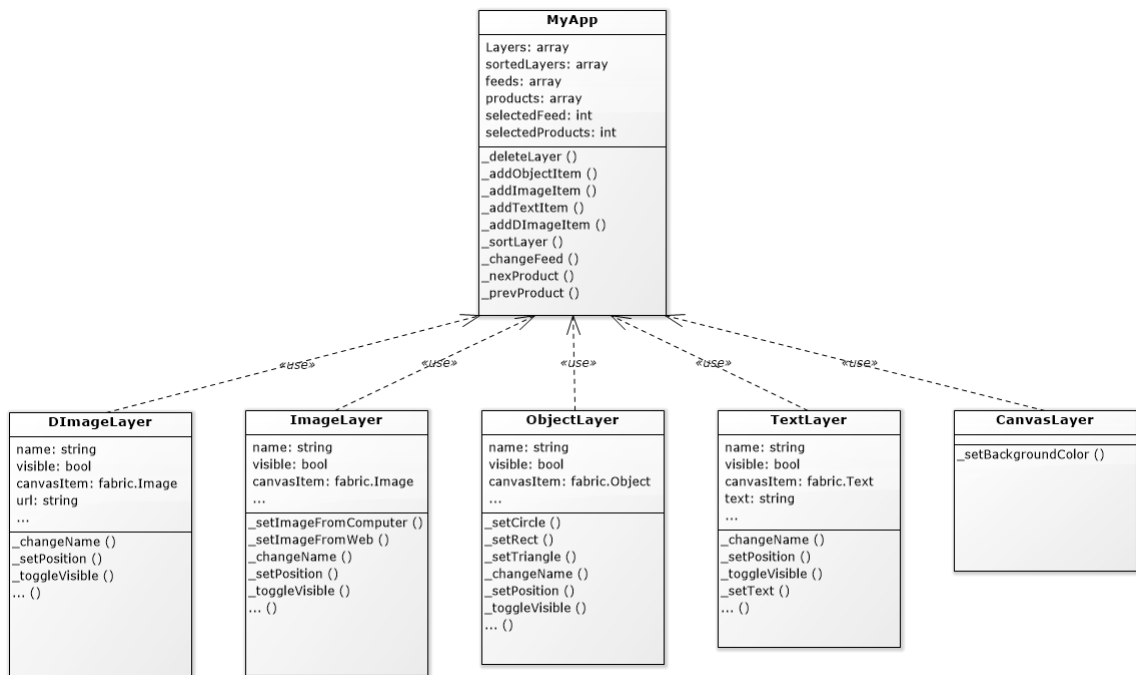 MyApp
Layers: array
sortedLayers: array
feeds: array
products: array
selectedFeed: int
selectedProducts: int
_deleteLayer ()
_addObjectItem ()
_addImageItem ()
_addTextItem ()
_addDImageItem ()
_sortLayer ()
_changeFeed ()
_nexProduct ()
_prevProduct ()
«use»
«use»
«use»
«use»
«use»
DImageLayer
name: string
visible: bool
canvasItem: fabric.Image
url: string
...
_changeName ()
_setPosition ()
_toggleVisible ()
... ()
ImageLayer
name: string
visible: bool
canvasItem: fabric.Image
...
_setImageFromComputer ()
_setImageFromWeb ()
_changeName ()
_setPosition ()
_toggleVisible ()
... ()
ObjectLayer
name: string
visible: bool
canvasItem: fabric.Object
...
_setCircle ()
_setRect ()
_setTriangle ()
_changeName ()
_setPosition ()
_toggleVisible ()
... ()
TextLayer
name: string
visible: bool
canvasItem: fabric.Text
text: string
...
_changeName ()
_setPosition ()
_toggleVisible ()
_setText ()
... ()
CanvasLayer
_setBackgroundColor ()